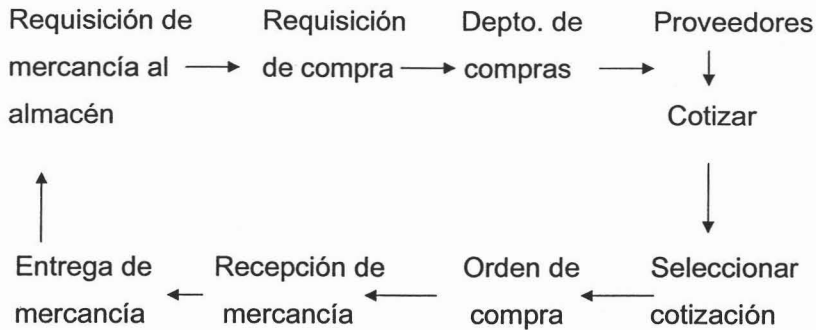 Requisición de mercancía al almacén
Requisición de compra
Depto. de compras
Proveedores
Cotizar
Seleccionar cotización
Orden de compra
Recepción de mercancía
Entrega de mercancía